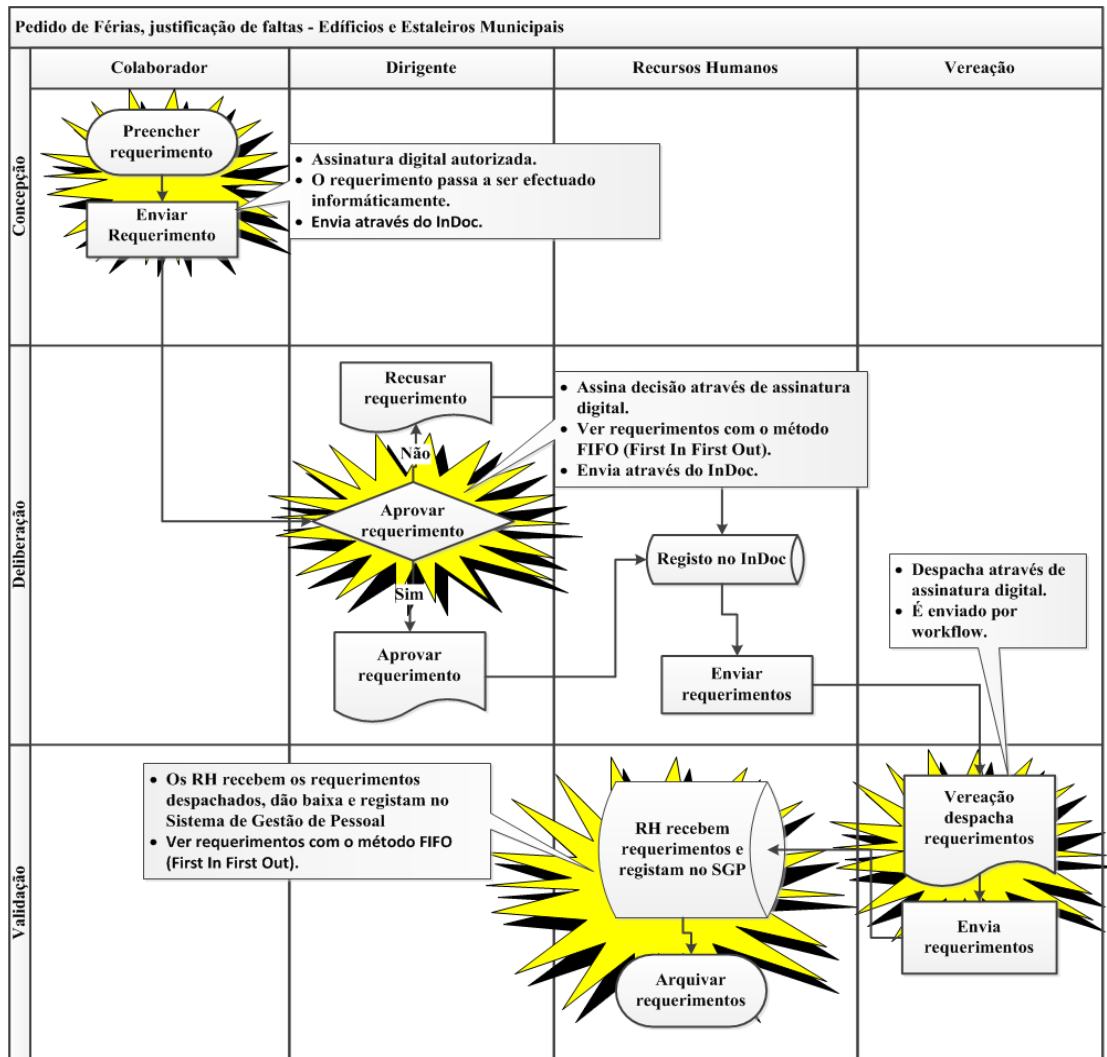 Pedido de Férias, justificação de faltas - Edíficios e Estaleiros Municipais
Colaborador
Dirigente
Recursos Humanos
Vereação
Concepção
Preencher
requerimento
Enviar
Requerimento
• Assinatura digital autorizada.
• O requerimento passa a ser efectuado
informáticamente.
• Envia através do InDoc.
Deliberação
Recusar
requerimento
Não
• Assina decisão através de assinatura
digital.
• Ver requerimentos com o método
FIFO (First In First Out).
• Envia através do InDoc.
Aprovar
requerimento
Sim
Aprovar
requerimento
Registo no InDoc
Enviar
requerimentos
• Despacha através de
assinatura digital.
• É enviado por
workflow.
Validação
• Os RH recebem os requerimentos
despachados, dão baixa e registam no
Sistema de Gestão de Pessoal
• Ver requerimentos com o método FIFO
(First In First Out).
RH recebem
requerimentos e
registam no SGP
Arquivar
requerimentos
Vereação
despacha
requerimentos
Envia
requerimentos